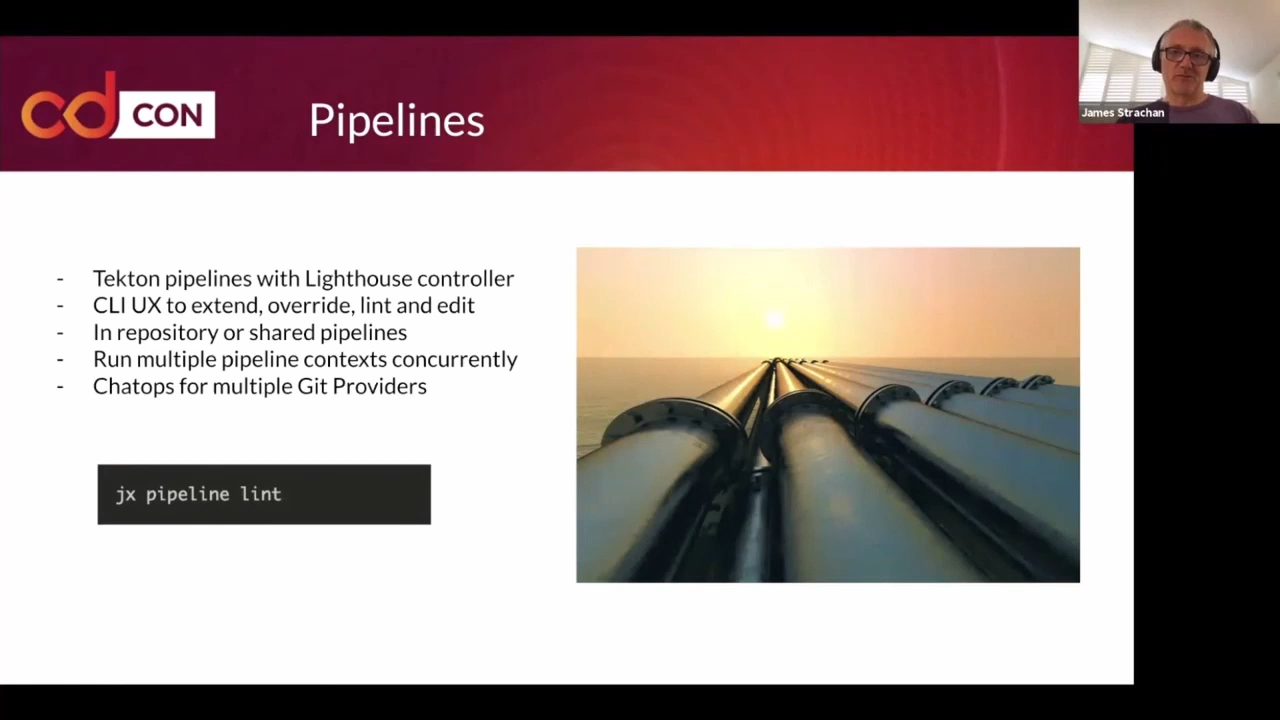 cd CON
Pipelines
James Strachan
- Tekton pipelines with Lighthouse controller
- CLI UX to extend, override, lint and edit
- In repository or shared pipelines
- Run multiple pipeline contexts concurrently
- Chatops for multiple Git Providers
jx pipeline lint